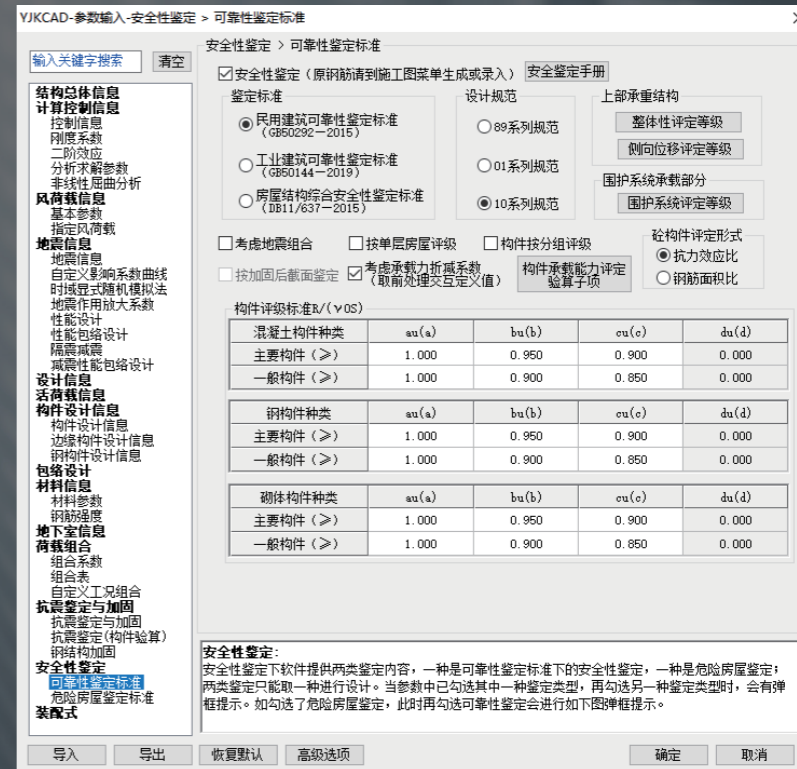 YJKCAD-参数输入-安全性鉴定 > 可靠性鉴定标准
输入关键字搜索
清空
结构总体信息
计算控制信息
控制信息
刚度系数
二阶效应
分析求解参数
非线性屈曲分析
风荷载信息
基本参数
指定风荷载
地震信息
地震信息
自定义影响系数曲线
时域显式随机模拟法
地震作用放大系数
性能设计
性能包络设计
隔震减震
减震性能包络设计
设计信息
活荷载信息
构件设计信息
构件设计信息
边缘构件设计信息
钢构件设计信息
包络设计
材料信息
材料参数
钢筋强度
地下室信息
荷载组合
组合系数
组合表
自定义工况组合
抗震鉴定与加固
抗震鉴定与加固
抗震鉴定(构件验算)
钢结构加固
安全性鉴定
可靠性鉴定标准
危险房屋鉴定标准
装配式
安全性鉴定 > 可靠性鉴定标准
安全性鉴定（原钢筋请到施工图菜单生成或录入） 安全鉴定手册
鉴定标准
民用建筑可靠性鉴定标准
（GB50292－2015）
工业建筑可靠性鉴定标准
（GB50144－2019）
房屋结构综合安全性鉴定标准
（DB11/637－2015）
设计规范
89系列规范
01系列规范
10系列规范
上部承重结构
整体性评定等级
侧向位移评定等级
围护系统承载部分
围护系统评定等级
考虑地震组合 按单层房屋评级 构件按分组评级
按加固后截面鉴定 考虑承载力折减系数
（取前处理交互定义值）
构件承载能力评定
验算子项
砼构件评定形式
抗力效应比
钢筋面积比
构件评级标准R/(γ0S)
混凝土构件种类 au(a) bu(b) cu(c) du(d)
主要构件（≥） 1.000 0.950 0.900 0.000
一般构件（≥） 1.000 0.900 0.850 0.000
钢构件种类 au(a) bu(b) cu(c) du(d)
主要构件（≥） 1.000 0.950 0.900 0.000
一般构件（≥） 1.000 0.900 0.850 0.000
砌体构件种类 au(a) bu(b) cu(c) du(d)
主要构件（≥） 1.000 0.950 0.900 0.000
一般构件（≥） 1.000 0.900 0.850 0.000
安全性鉴定:
安全性鉴定下软件提供两类鉴定内容，一种是可靠性鉴定标准下的安全性鉴定，一种是危险房屋鉴定；
两类鉴定只能取一种进行设计。当参数中已勾选其中一种鉴定类型，再勾选另一种鉴定类型时，会有弹
框提示。如勾选了危险房屋鉴定，此时再勾选可靠性鉴定会进行如下图弹框提示。
导入 导出 恢复默认 高级选项 确定 取消